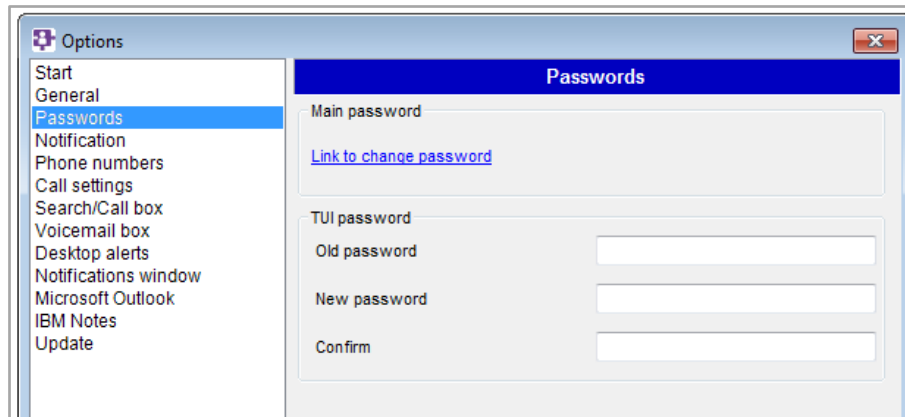 Options
Start
General
Passwords
Notification
Phone numbers
Call settings
Search/Call box
Voicemail box
Desktop alerts
Notifications window
Microsoft Outlook
IBM Notes
Update
Passwords
Main password
Link to change password
TUI password
Old password
New password
Confirm